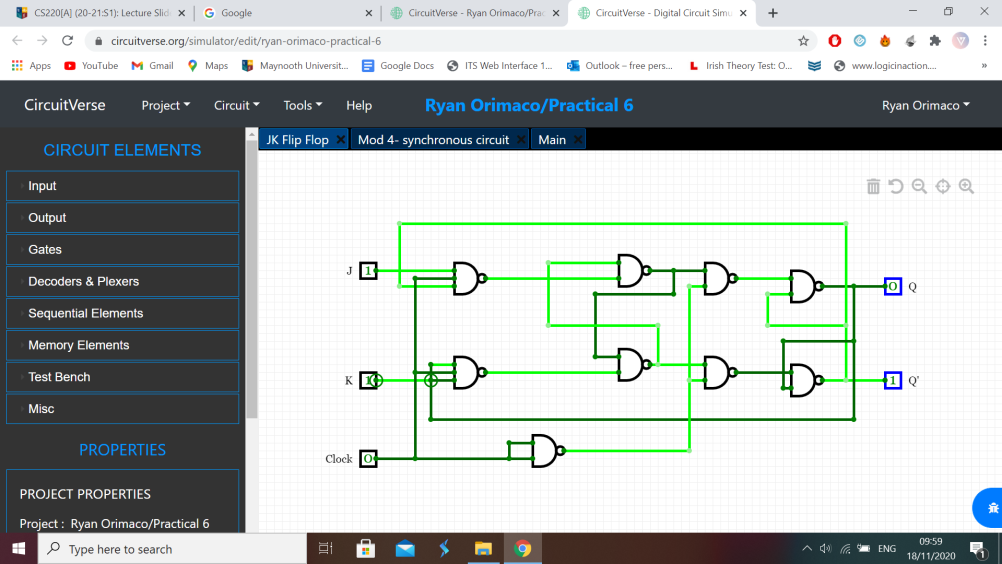 CS220[A] (20-21:S1): Lecture Slid
Google
CircuitVerse - Ryan Orimaco/Prac
CircuitVerse - Digital Circuit Simu
circuitverse.org/simulator/edit/ryan-orimaco-practical-6
Apps
YouTube
Gmail
Maps
Maynooth Universit...
Google Docs
ITS Web Interface 1...
Outlook – free pers...
Irish Theory Test: O...
www.logicinaction....
CircuitVerse
Project
Circuit
Tools
Help
Ryan Orimaco/Practical 6
Ryan Orimaco
CIRCUIT ELEMENTS
Input
Output
Gates
Decoders & Plexers
Sequential Elements
Memory Elements
Test Bench
Misc
PROPERTIES
PROJECT PROPERTIES
Project : Ryan Orimaco/Practical 6
JK Flip Flop
Mod 4- synchronous circuit
Main
J 1
0 Q
K 1
1 Q'
Clock 0
Type here to search
ENG
09:59
18/11/2020
1